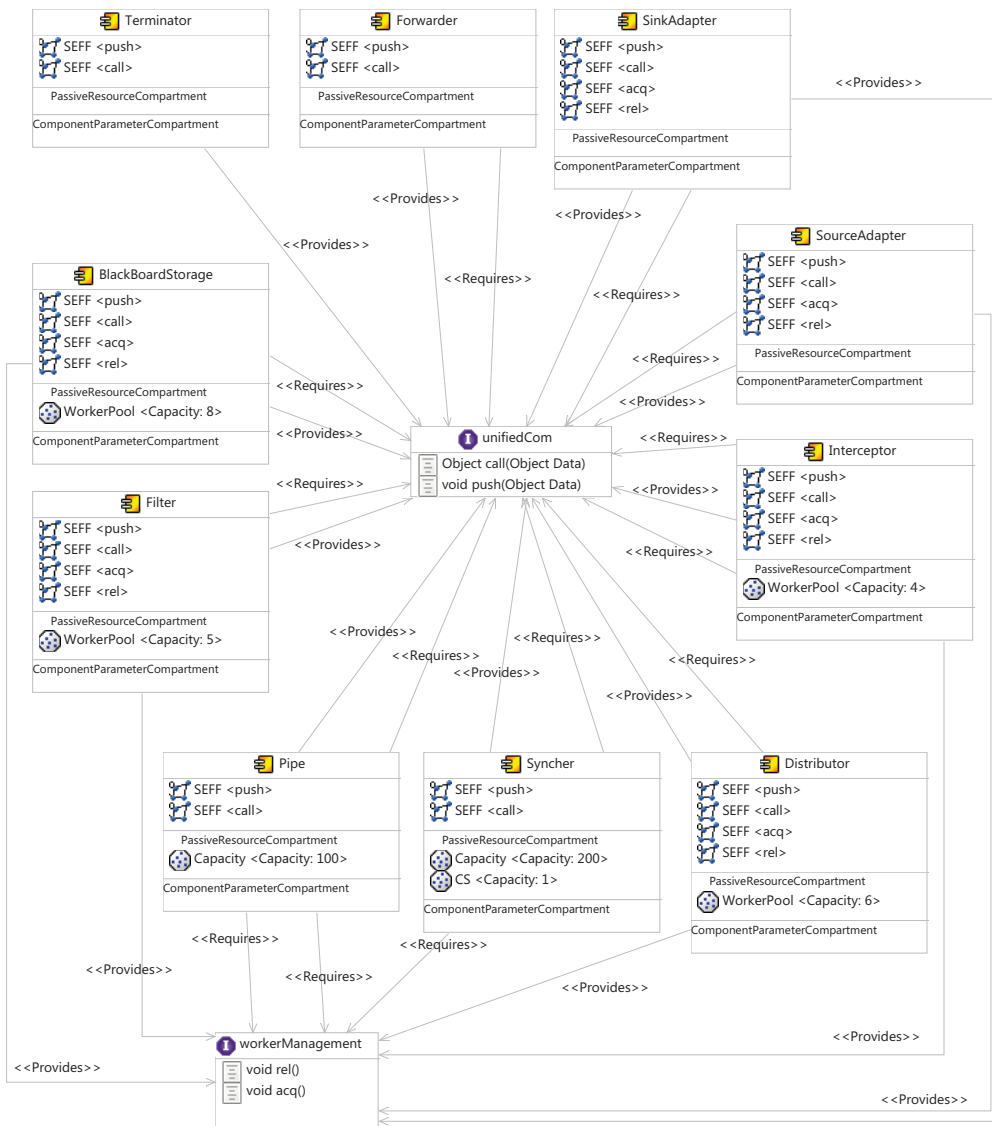 Terminator
SEFF <push>
SEFF <call>
PassiveResourceCompartment
ComponentParameterCompartment
Forwarder
SEFF <push>
SEFF <call>
PassiveResourceCompartment
ComponentParameterCompartment
SinkAdapter
SEFF <push>
SEFF <call>
SEFF <acq>
SEFF <rel>
PassiveResourceCompartment
ComponentParameterCompartment
<<Provides>>
<<Provides>>
<<Provides>>
<<Requires>>
<<Provides>>
<<Requires>>
SourceAdapter
SEFF <push>
SEFF <call>
SEFF <acq>
SEFF <rel>
PassiveResourceCompartment
ComponentParameterCompartment
BlackBoardStorage
SEFF <push>
SEFF <call>
SEFF <acq>
SEFF <rel>
PassiveResourceCompartment
WorkerPool <Capacity: 8>
ComponentParameterCompartment
<<Requires>>
<<Requires>>
<<Provides>>
<<Provides>>
<<Requires>>
I unifiedCom
Object call(Object Data)
void push(Object Data)
Interceptor
SEFF <push>
SEFF <call>
SEFF <acq>
SEFF <rel>
PassiveResourceCompartment
WorkerPool <Capacity: 4>
ComponentParameterCompartment
Filter
SEFF <push>
SEFF <call>
SEFF <acq>
SEFF <rel>
PassiveResourceCompartment
WorkerPool <Capacity: 5>
ComponentParameterCompartment
<<Requires>>
<<Provides>>
<<Provides>>
<<Requires>>
<<Provides>>
<<Requires>>
<<Requires>>
<<Requires>>
<<Provides>>
<<Provides>>
Pipe
SEFF <push>
SEFF <call>
PassiveResourceCompartment
Capacity <Capacity: 100>
ComponentParameterCompartment
Syncher
SEFF <push>
SEFF <call>
PassiveResourceCompartment
Capacity <Capacity: 200>
CS <Capacity: 1>
ComponentParameterCompartment
Distributor
SEFF <push>
SEFF <call>
SEFF <acq>
SEFF <rel>
PassiveResourceCompartment
WorkerPool <Capacity: 6>
ComponentParameterCompartment
<<Requires>>
<<Requires>>
<<Provides>>
<<Requires>>
<<Provides>>
<<Provides>>
<<Provides>>
<<Provides>>
I workerManagement
void rel()
void acq()